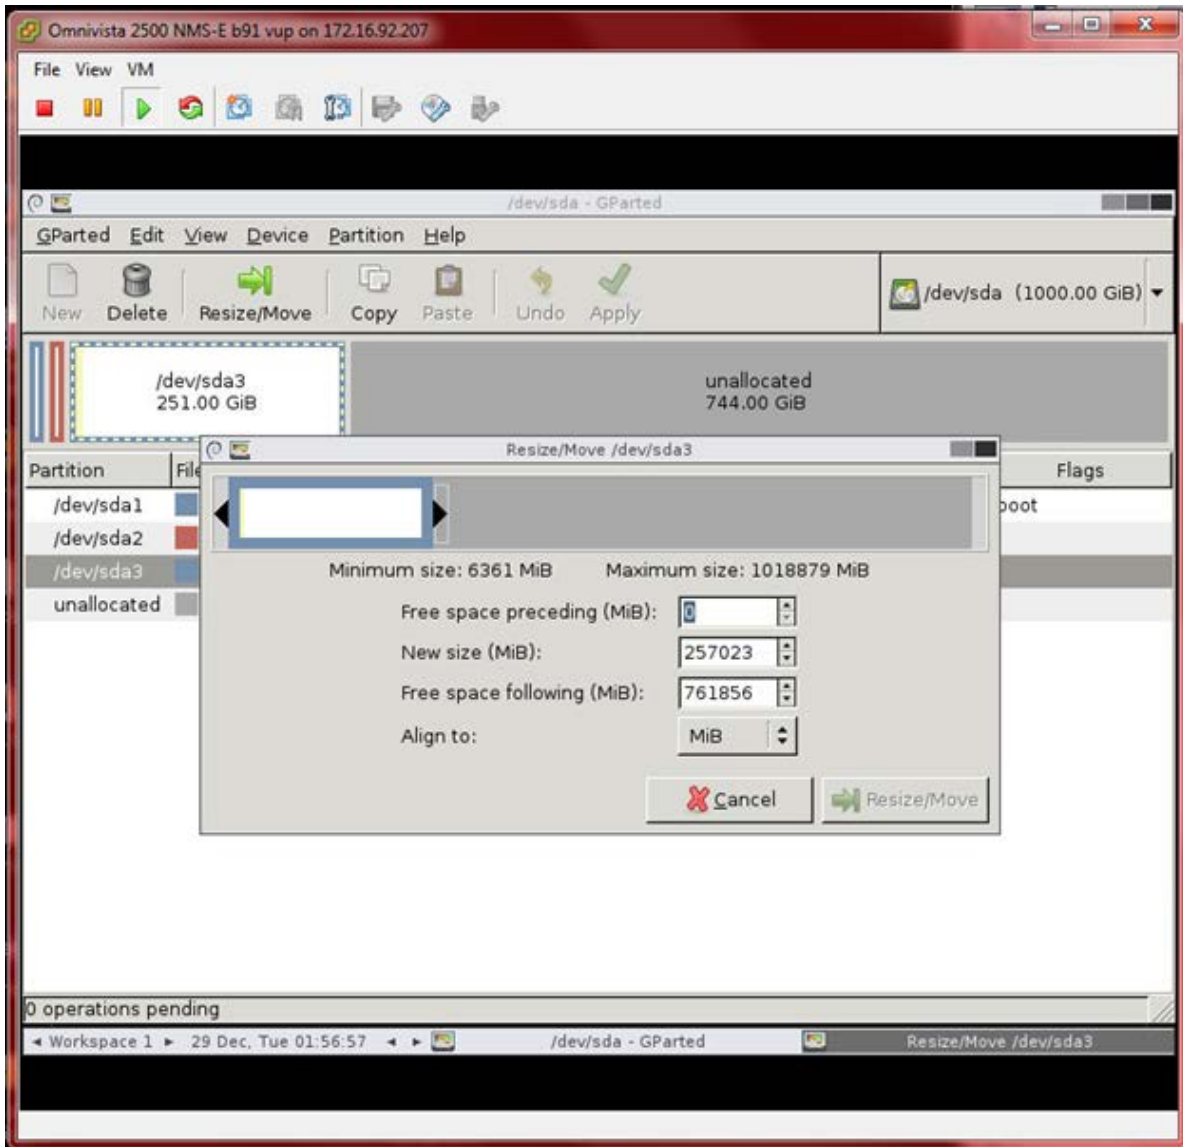 Omnivista 2500 NMS-E b91 vup on 172.16.92.207
File View VM
/dev/sda - GParted
GParted Edit View Device Partition Help
New Delete Resize/Move Copy Paste Undo Apply /dev/sda (1000.00 GiB)
/dev/sda3 unallocated
251.00 GiB 744.00 GiB
Resize/Move /dev/sda3
Partition File Flags
/dev/sda1 boot
/dev/sda2
/dev/sda3
unallocated
Minimum size: 6361 MiB Maximum size: 1018879 MiB
Free space preceding (MiB): 0
New size (MiB): 257023
Free space following (MiB): 761856
Align to: MiB
Cancel Resize/Move
0 operations pending
Workspace 1 29 Dec, Tue 01:56:57 /dev/sda - GParted Resize/Move /dev/sda3